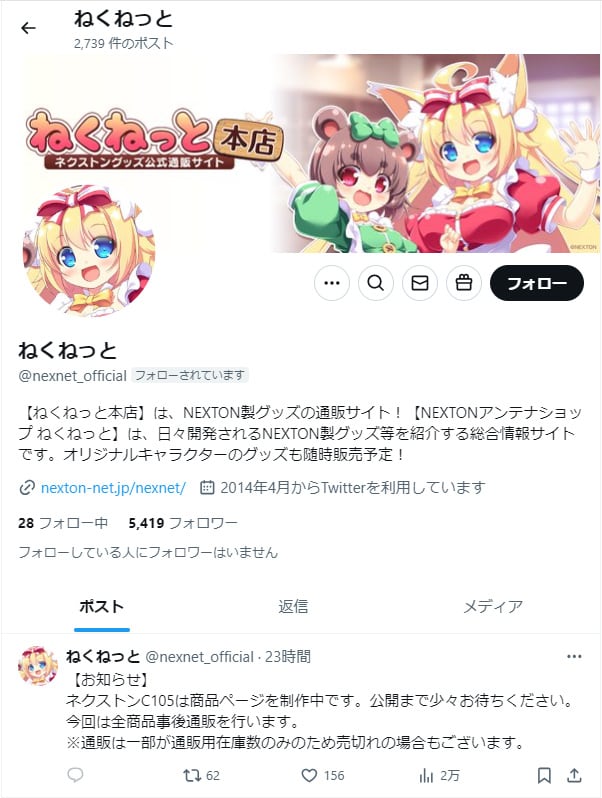 ねくねっと
2,739 件のポスト
ねくねっと本店
ネクストングッズ公式通販サイト
©NEXTON
フォロー
ねくねっと
@nexnet_official フォローされています
【ねくねっと本店】は、NEXTON製グッズの通販サイト！【NEXTONアンテナショッ
プ ねくねっと】は、日々開発されるNEXTON製グッズ等を紹介する総合情報サイト
です。オリジナルキャラクターのグッズも随時販売予定！
nexton-net.jp/nexnet/ 2014年4月からTwitterを利用しています
28 フォロー中 5,419 フォロワー
フォローしている人にフォロワーはいません
ポスト 返信 メディア
ねくねっと @nexnet_official · 23時間
【お知らせ】
ネクストンC105は商品ページを制作中です。公開まで少々お待ちください。
今回は全商品事後通販を行います。
※通販は一部が通販用在庫数のみのため売切れの場合もございます。
62 156 2万